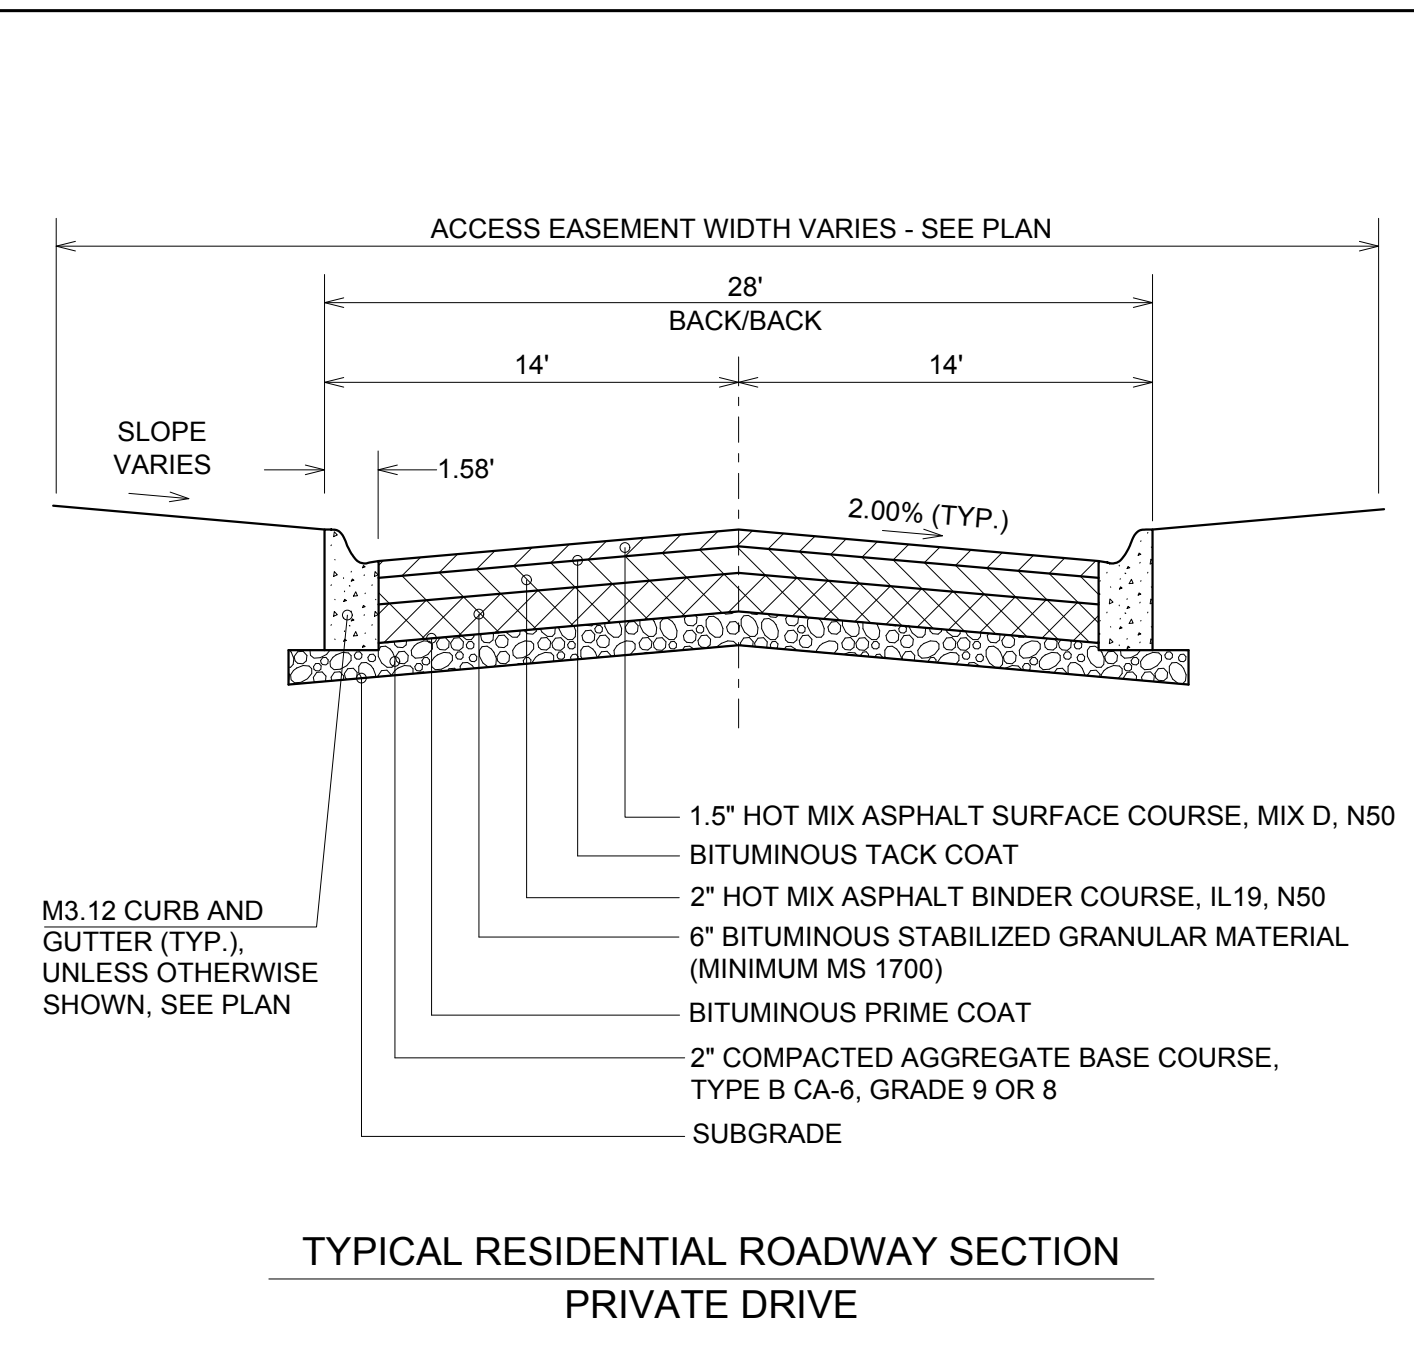 ACCESS EASEMENT WIDTH VARIES - SEE PLAN
28'
BACK/BACK
14'
14'
SLOPE
VARIES
1.58'
2.00% (TYP.)
1.5" HOT MIX ASPHALT SURFACE COURSE, MIX D, N50
BITUMINOUS TACK COAT
2" HOT MIX ASPHALT BINDER COURSE, IL19, N50
6" BITUMINOUS STABILIZED GRANULAR MATERIAL
(MINIMUM MS 1700)
BITUMINOUS PRIME COAT
2" COMPACTED AGGREGATE BASE COURSE,
TYPE B CA-6, GRADE 9 OR 8
SUBGRADE
M3.12 CURB AND
GUTTER (TYP.),
UNLESS OTHERWISE
SHOWN, SEE PLAN
TYPICAL RESIDENTIAL ROADWAY SECTION
PRIVATE DRIVE